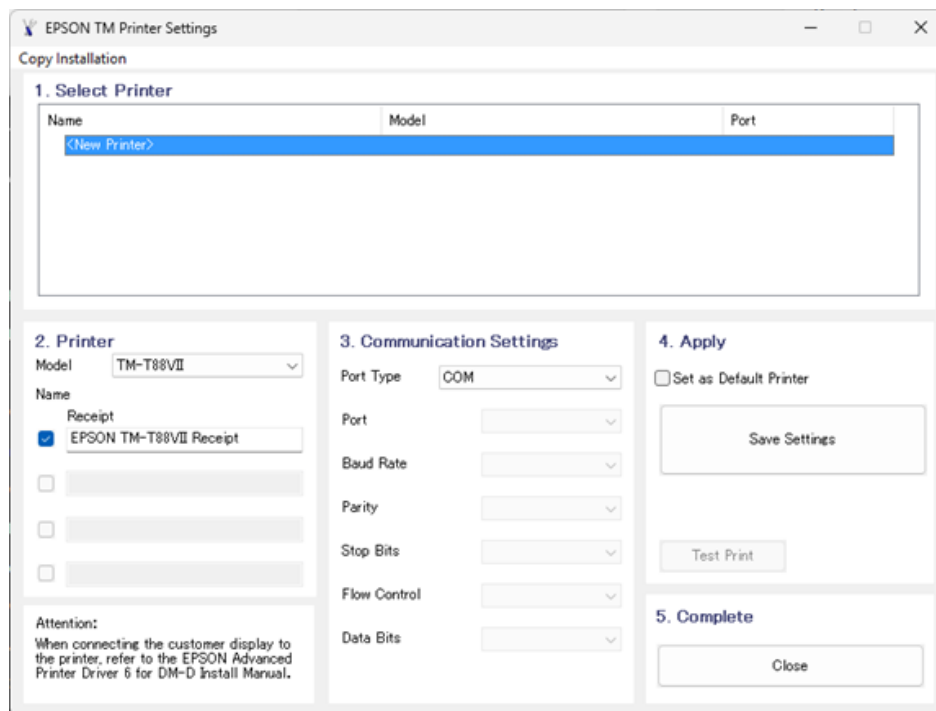 EPSON TM Printer Settings
Copy Installation
1. Select Printer
Name Model Port
<New Printer>
2. Printer
Model TM-T88VII
Name
Receipt
EPSON TM-T88VII Receipt
Attention:
When connecting the customer display to
the printer, refer to the EPSON Advanced
Printer Driver 6 for DM-D Install Manual.
3. Communication Settings
Port Type COM
Port
Baud Rate
Parity
Stop Bits
Flow Control
Data Bits
4. Apply
Set as Default Printer
Save Settings
Test Print
5. Complete
Close